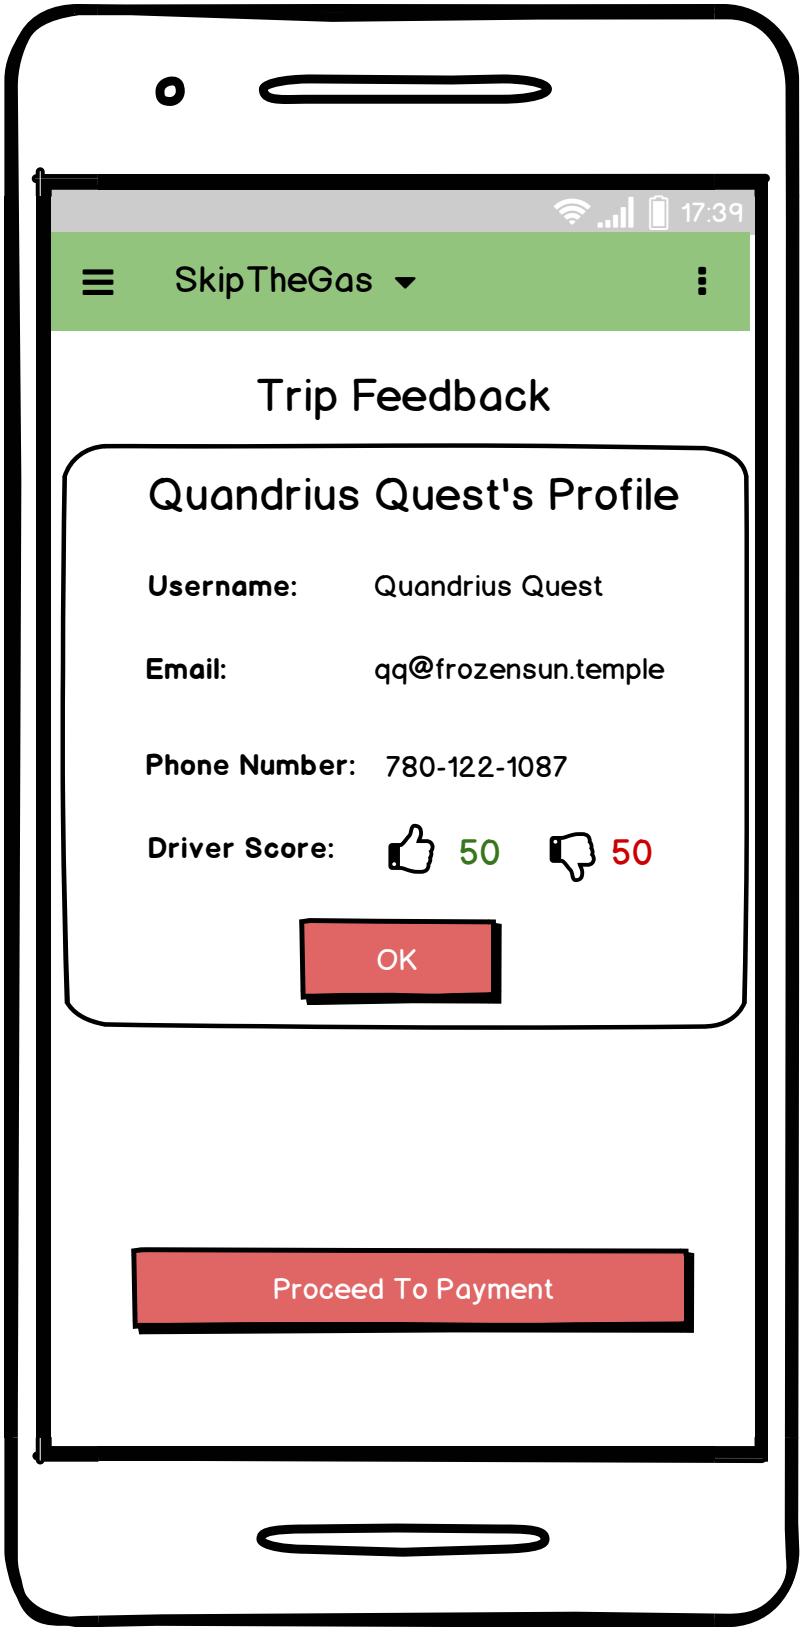 17:39
SkipTheGas
Trip Feedback
Quandrius Quest's Profile
Username: Quandrius Quest
Email: qq@frozensun.temple
Phone Number: 780-122-1087
Driver Score: 50 50
OK
Proceed To Payment